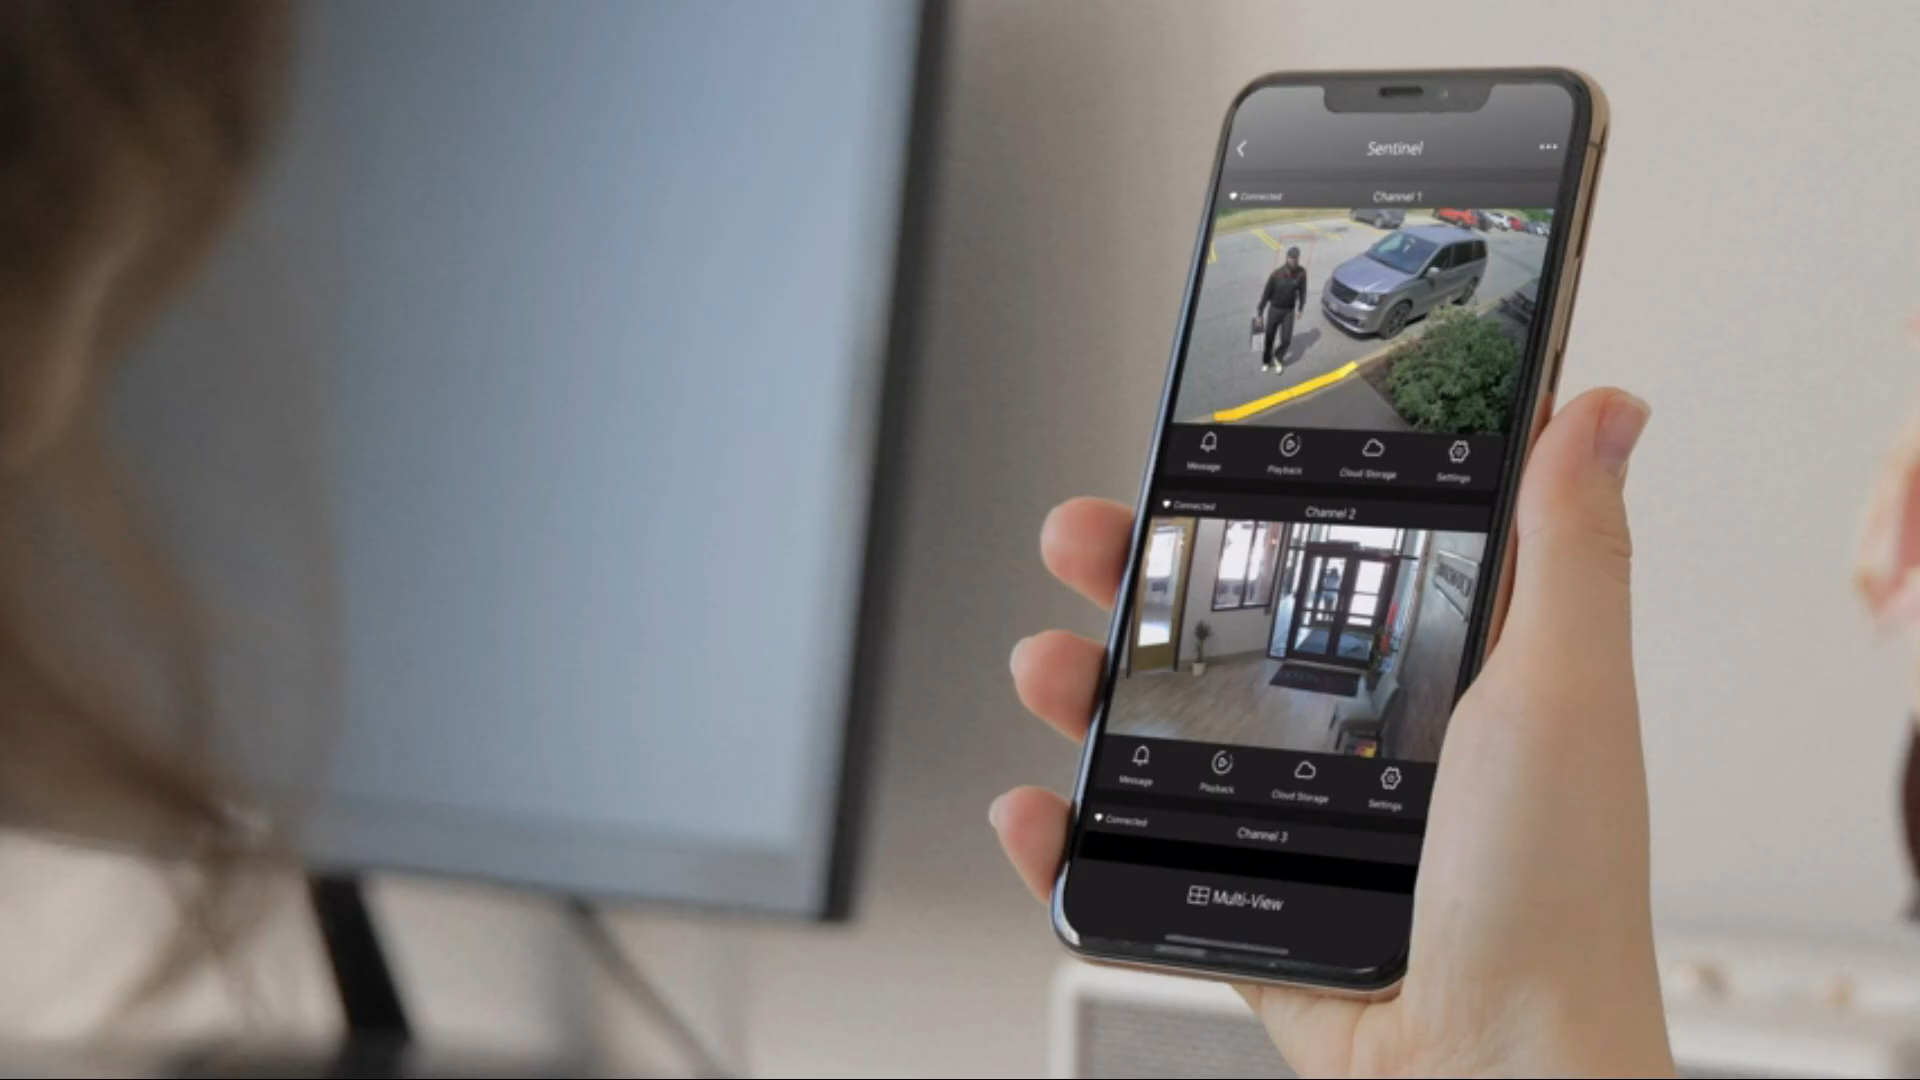 Sentinel
Connected
Channel 1
Message
Playback
Cloud Storage
Settings
Connected
Channel 2
Message
Playback
Cloud Storage
Settings
Connected
Channel 3
Multi-View